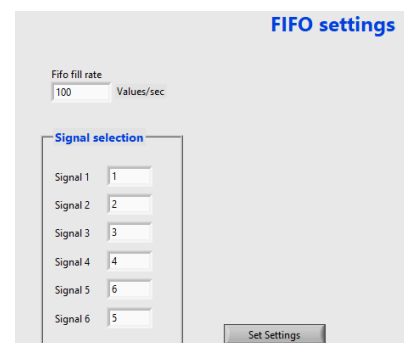 FIFO settings
Fifo fill rate
100 Values/sec
Signal selection
Signal 1 1
Signal 2 2
Signal 3 3
Signal 4 4
Signal 5 6
Signal 6 5
Set Settings